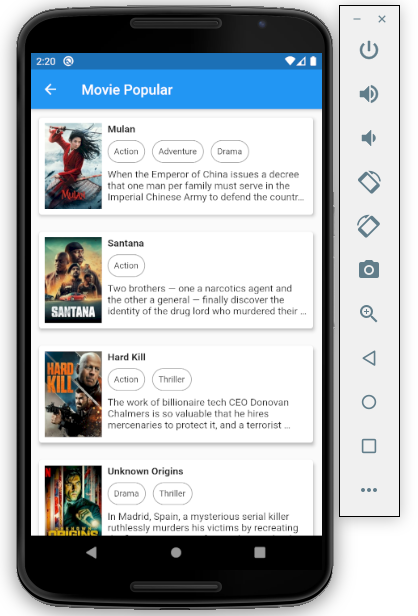 2:20
Movie Popular
Mulan
Action Adventure Drama
When the Emperor of China issues a decree
that one man per family must serve in the
Imperial Chinese Army to defend the countr...
MULAN
Santana
Action
Two brothers — one a narcotics agent and
the other a general — finally discover the
identity of the drug lord who murdered their ...
SANTANA
Hard Kill
HARD
KILL
Action Thriller
The work of billionaire tech CEO Donovan
Chalmers is so valuable that he hires
mercenaries to protect it, and a terrorist ...
Unknown Origins
N
Drama Thriller
In Madrid, Spain, a mysterious serial killer
ruthlessly murders his victims by recreating
ORIGINS